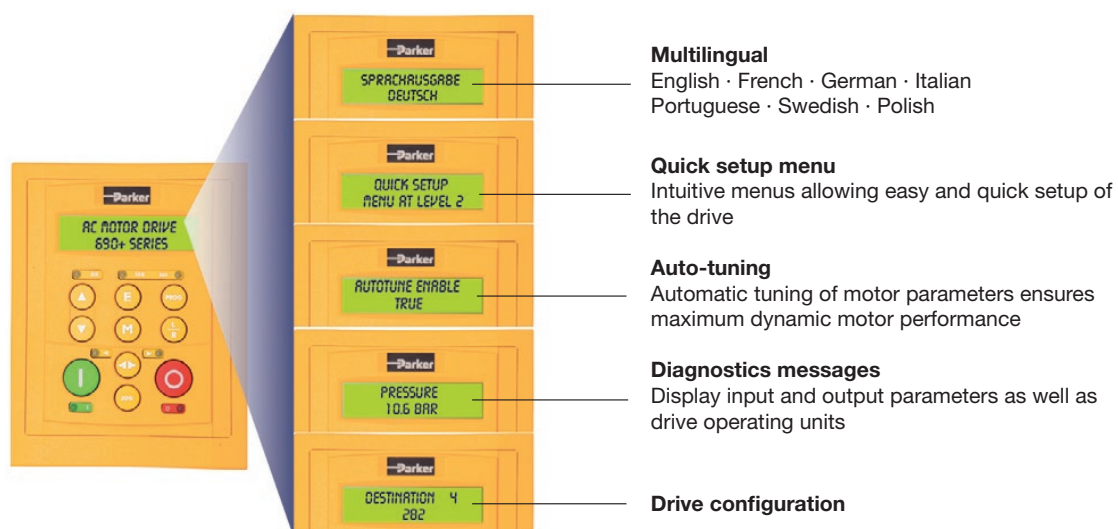 Parker
AC MOTOR DRIVE
690+ SERIES
E
PROG
M
L
R
Parker
SPRACHAUSGABE
DEUTSCH
Multilingual
English · French · German · Italian
Portuguese · Swedish · Polish
Parker
QUICK SETUP
MENU AT LEVEL 2
Quick setup menu
Intuitive menus allowing easy and quick setup of
the drive
Parker
AUTOTUNE ENABLE
TRUE
Auto-tuning
Automatic tuning of motor parameters ensures
maximum dynamic motor performance
Parker
PRESSURE
10.6 BAR
Diagnostics messages
Display input and output parameters as well as
drive operating units
Parker
DESTINATION 4
282
Drive configuration